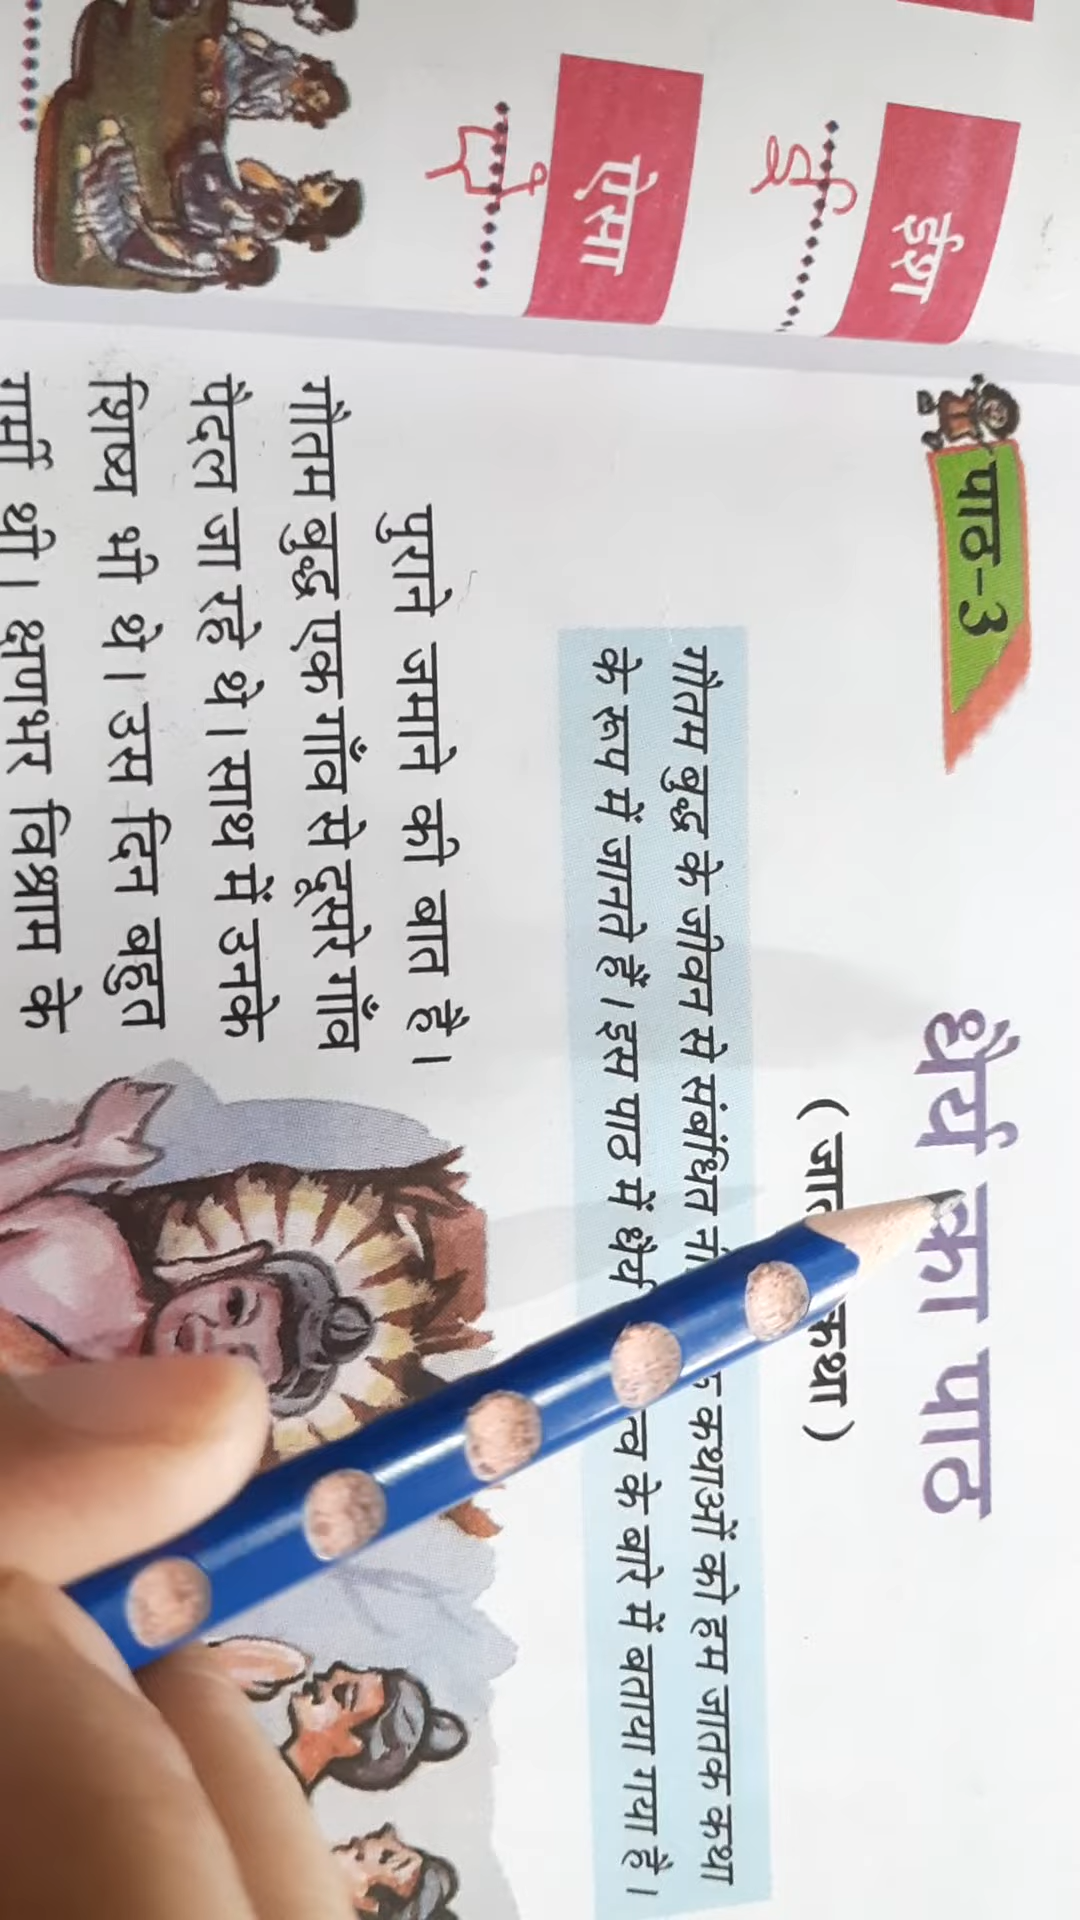 ईश
ई
ऐसा
ऐ
पाठ-3
धैर्य का पाठ
कथा )
गौतम बुद्ध के जीवन से संबंधित कथाओं को हम जातक कथा
के रूप में जानते हैं। इस पाठ में धैर्य के बारे में बताया गया है।
पुराने जमाने की बात है।
गौतम बुद्ध एक गाँव से दूसरे गाँव
पैदल जा रहे थे। साथ में उनके
शिष्य भी थे। उस दिन बहुत
गर्मी थी। क्षणभर विश्राम के